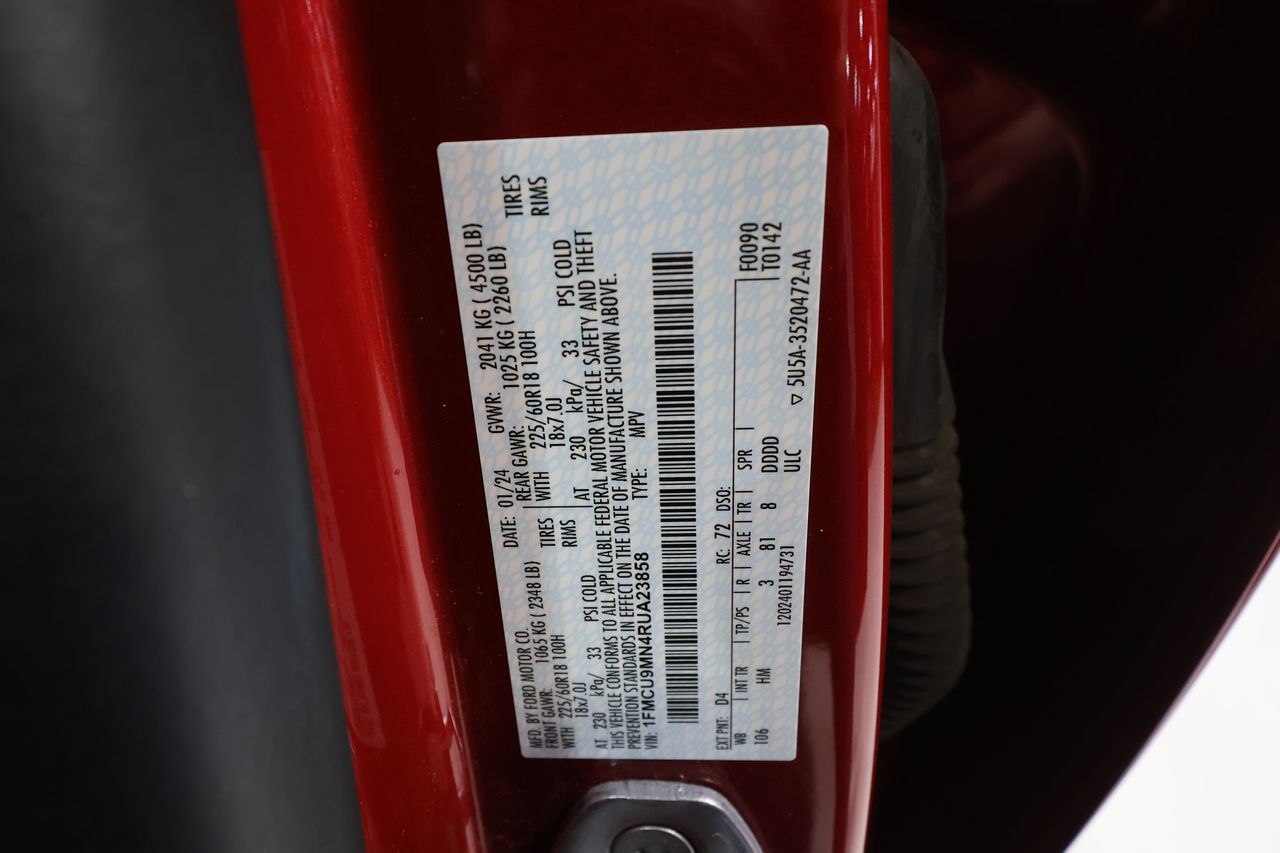 MFD. BY FORD MOTOR CO. DATE: 01/24 GVWR: 2041 KG ( 4500 LB)
FRONT GAWR: 1065 KG ( 2348 LB) REAR GAWR: 1025 KG ( 2260 LB)
WITH 225/60R18 100H TIRES WITH 225/60R18 100H TIRES
18x7.0J RIMS 18x7.0J RIMS
AT 230 kPa/ 33 PSI COLD AT 230 kPa/ 33 PSI COLD
THIS VEHICLE CONFORMS TO ALL APPLICABLE FEDERAL MOTOR VEHICLE SAFETY AND THEFT
PREVENTION STANDARDS IN EFFECT ON THE DATE OF MANUFACTURE SHOWN ABOVE.
VIN: 1FMCU9MN4RUA23858 TYPE: MPV
EXT PNT: D4 RC: 72 DSO: F0090
WB | INT TR | TP/PS | R | AXLE | TR | SPR | T0142
106 HM 3 81 8 DDDD
1202401194731 ULC ▽ 5U5A-3520472-AA